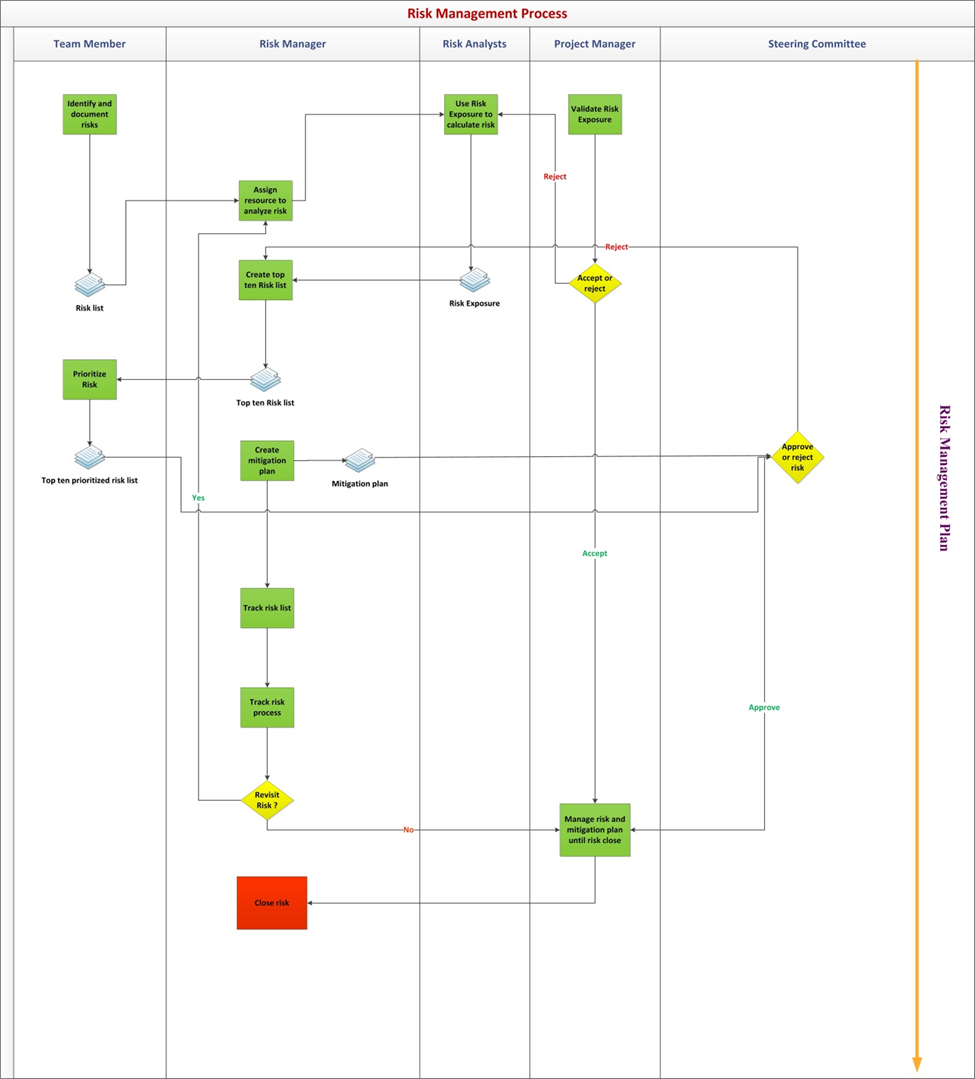 Risk Management Process
Team Member
Risk Manager
Risk Analysts
Project Manager
Steering Committee
Identify and
document
risks
Use Risk
Exposure to
calculate risk
Validate Risk
Exposure
Reject
Assign
resource to
analyze risk
Reject
Create top
ten Risk list
Accept or
reject
Risk list
Risk Exposure
Prioritize
Risk
Top ten Risk list
Create
mitigation
plan
Approve
or reject
risk
Top ten prioritized risk list
Mitigation plan
Yes
Risk Management Plan
Accept
Track risk list
Track risk
process
Approve
Revisit
Risk ?
No
Manage risk and
mitigation plan
until risk close
Close risk